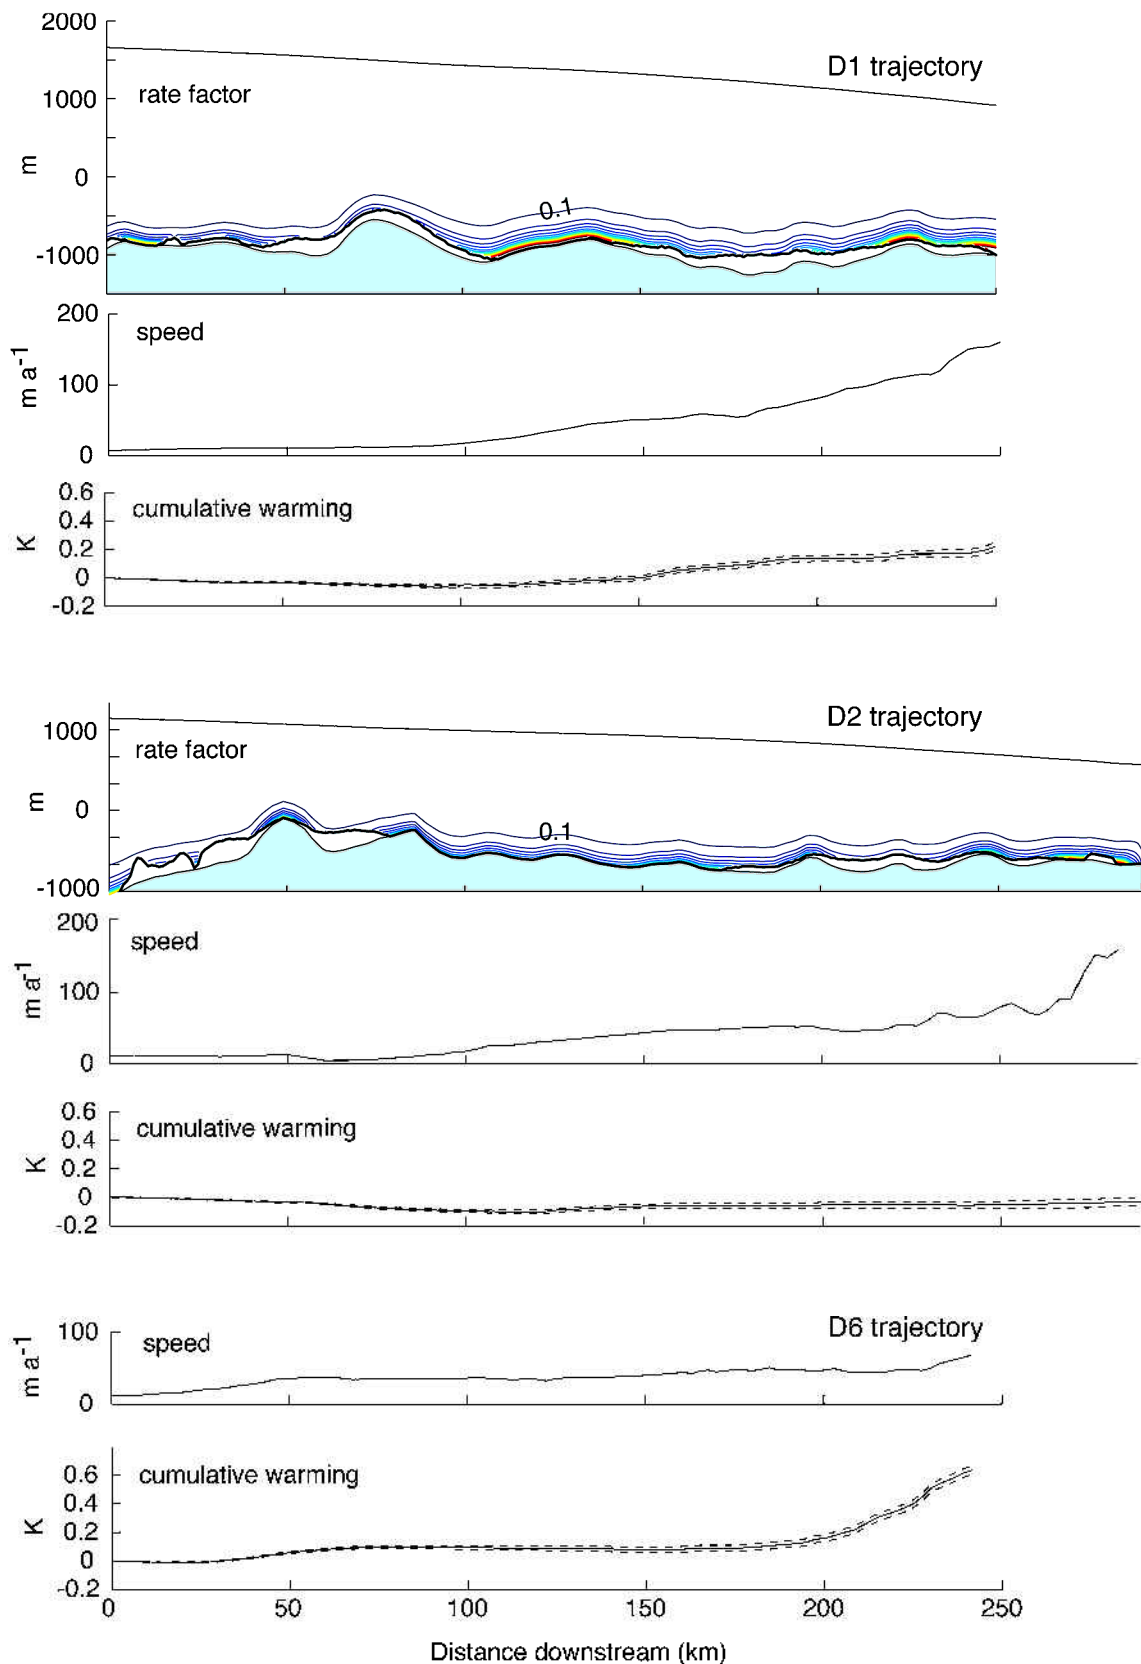 2000
D1 trajectory
rate factor
1000
m
0
0.1
-1000
200
speed
m a-1
100
0
0.6
cumulative warming
0.4
K
0.2
0
-0.2
D2 trajectory
1000
rate factor
m
0
0.1
-1000
200
speed
m a-1
100
0
0.6
cumulative warming
0.4
K
0.2
0
-0.2
D6 trajectory
100
speed
m a-1
0
0.6
cumulative warming
0.4
K
0.2
0
-0.2
0 50 100 150 200 250
Distance downstream (km)